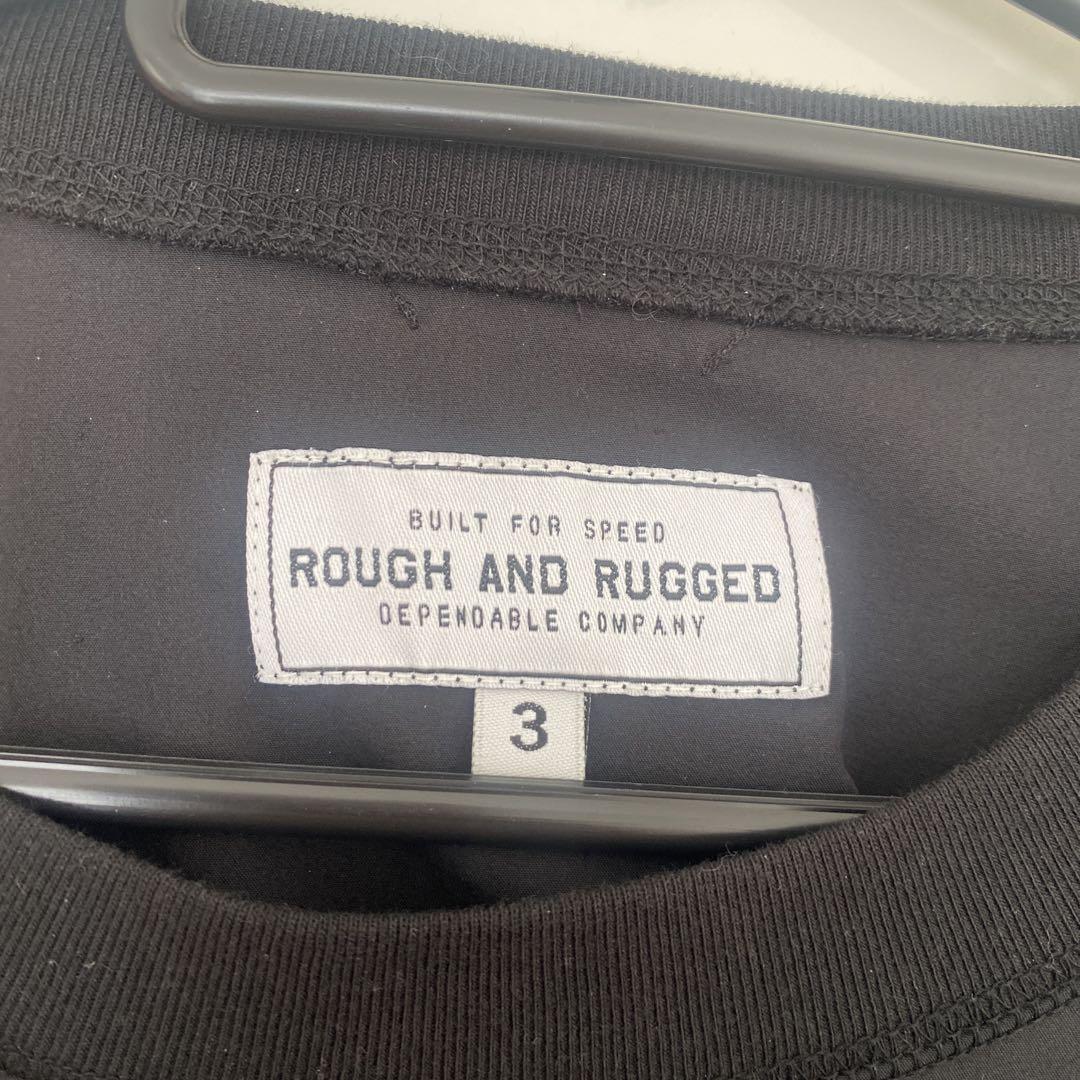 BUILT FOR SPEED
ROUGH AND RUGGED
DEPENDABLE COMPANY
3